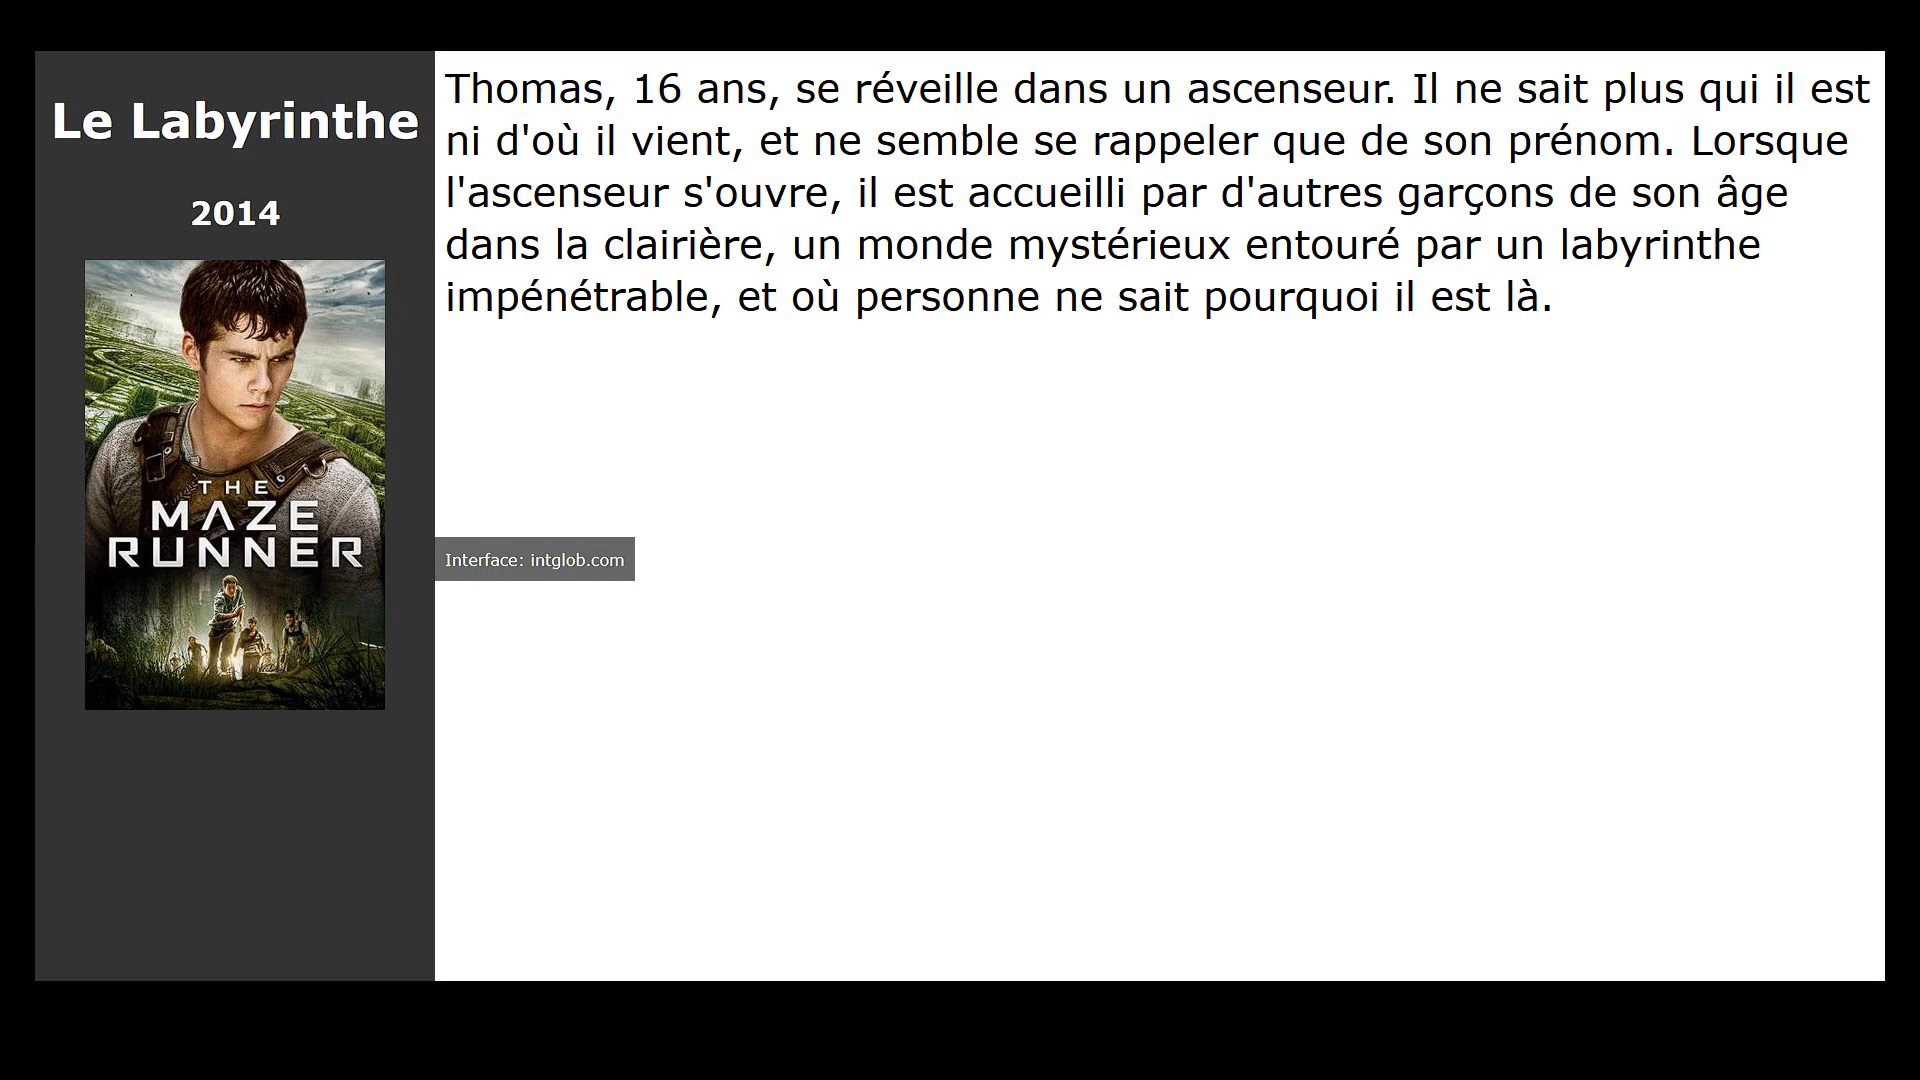 Le Labyrinthe
2014
THE
MAZE
RUNNER
Thomas, 16 ans, se réveille dans un ascenseur. Il ne sait plus qui il est
ni d'où il vient, et ne semble se rappeler que de son prénom. Lorsque
l'ascenseur s'ouvre, il est accueilli par d'autres garçons de son âge
dans la clairière, un monde mystérieux entouré par un labyrinthe
impénétrable, et où personne ne sait pourquoi il est là.
Interface: intglob.com